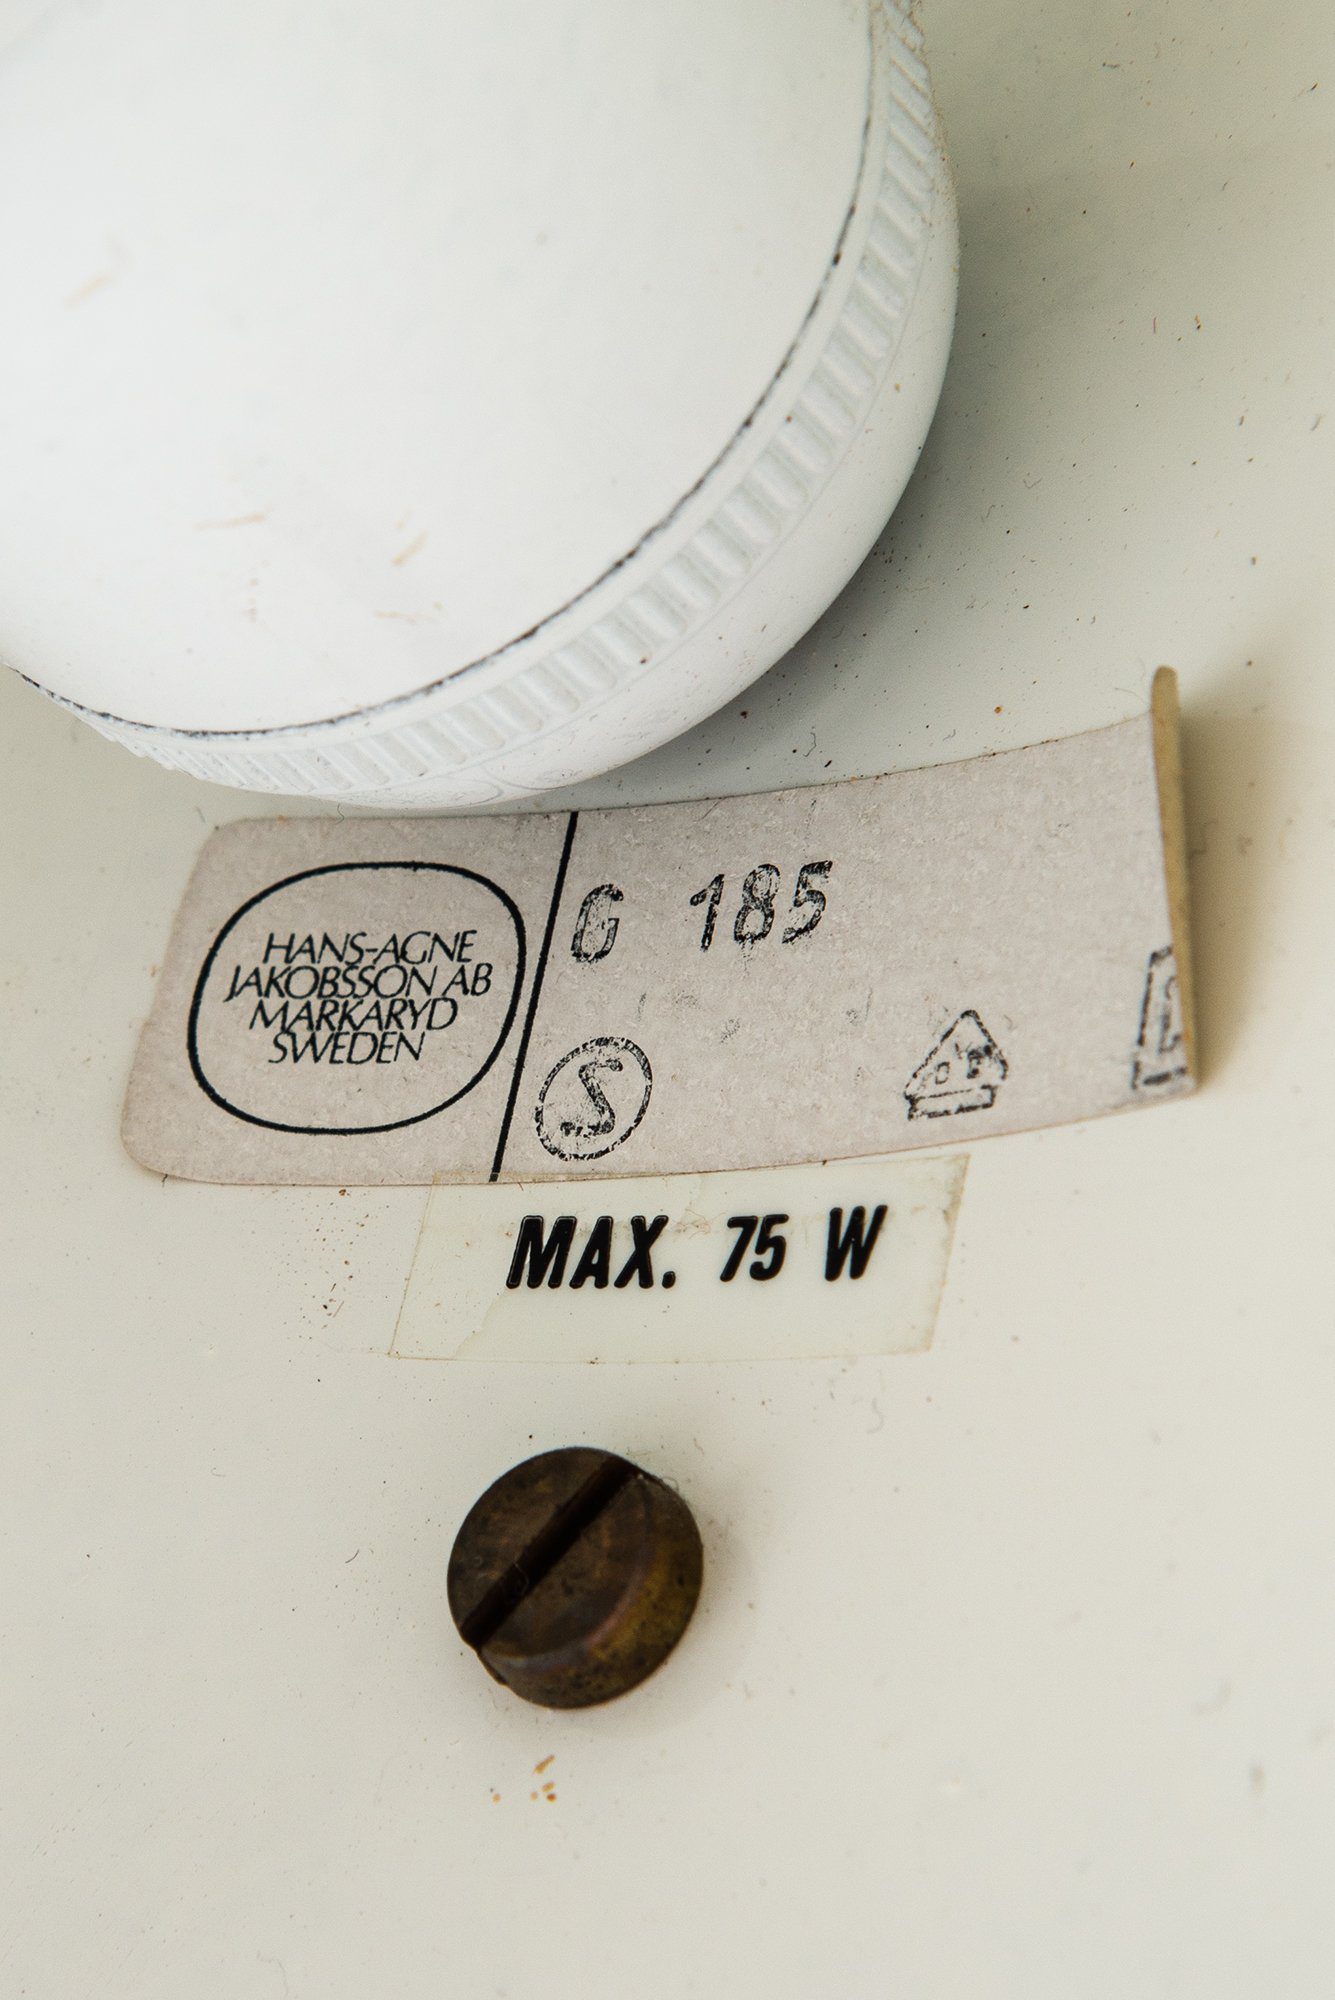 HANS-AGNE
JAKOBSSON AB
MARKARYD
SWEDEN
G 185
S
MAX. 75 W